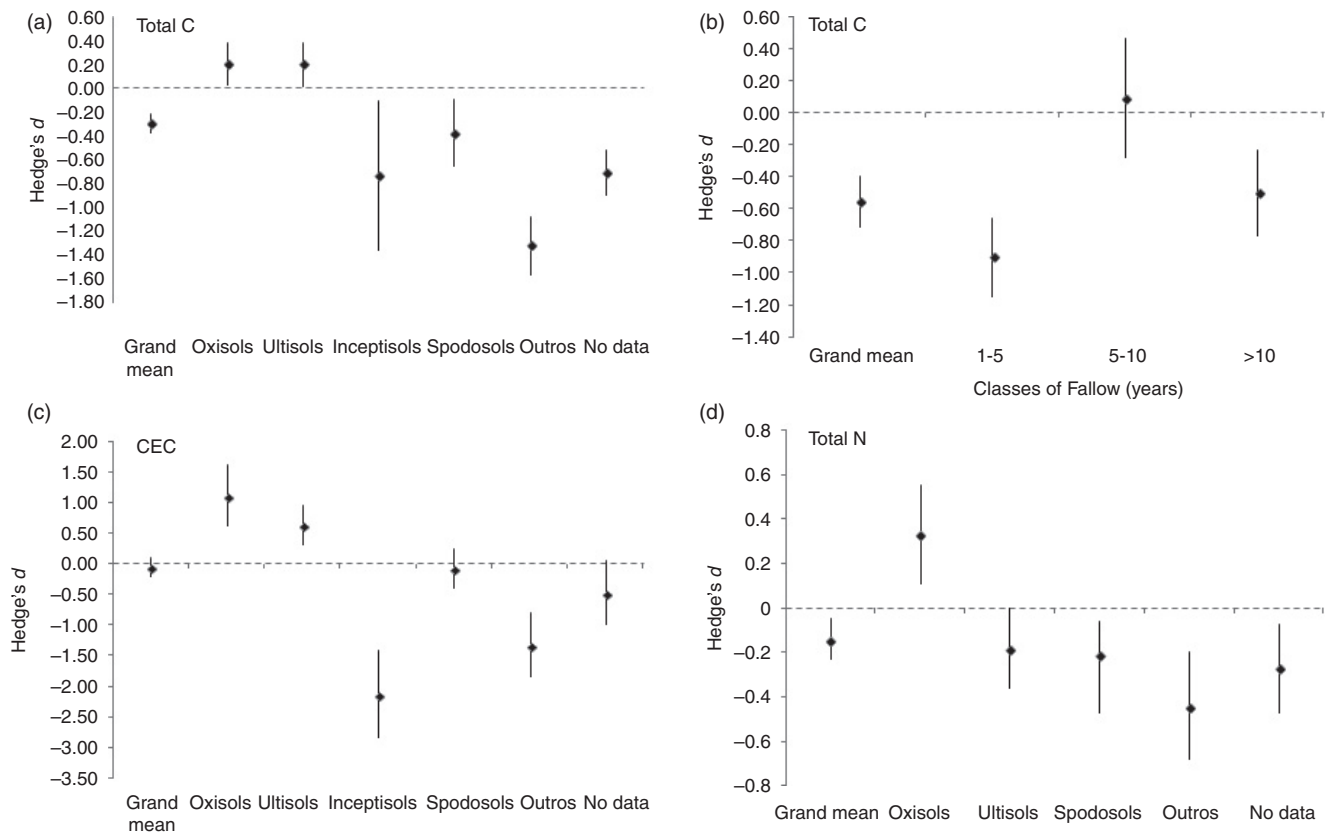 (a)
Total C
0.60
0.40
0.20
0.00
–0.20
–0.40
–0.60
–0.80
–1.00
–1.20
–1.40
–1.60
–1.80
Hedge's d
Grand mean
Oxisols Ultisols Inceptisols Spodosols Outros No data
(b)
Total C
0.60
0.40
0.20
0.00
–0.20
–0.40
–0.60
–0.80
–1.00
–1.20
–1.40
Hedge's d
Grand mean 1-5 5-10 >10
Classes of Fallow (years)
(c)
CEC
2.00
1.50
1.00
0.50
0.00
–0.50
–1.00
–1.50
–2.00
–2.50
–3.00
–3.50
Hedge's d
Grand mean
Oxisols Ultisols Inceptisols Spodosols Outros No data
(d)
Total N
0.8
0.6
0.4
0.2
0
–0.2
–0.4
–0.6
–0.8
Hedge's d
Grand mean Oxisols Ultisols Spodosols Outros No data